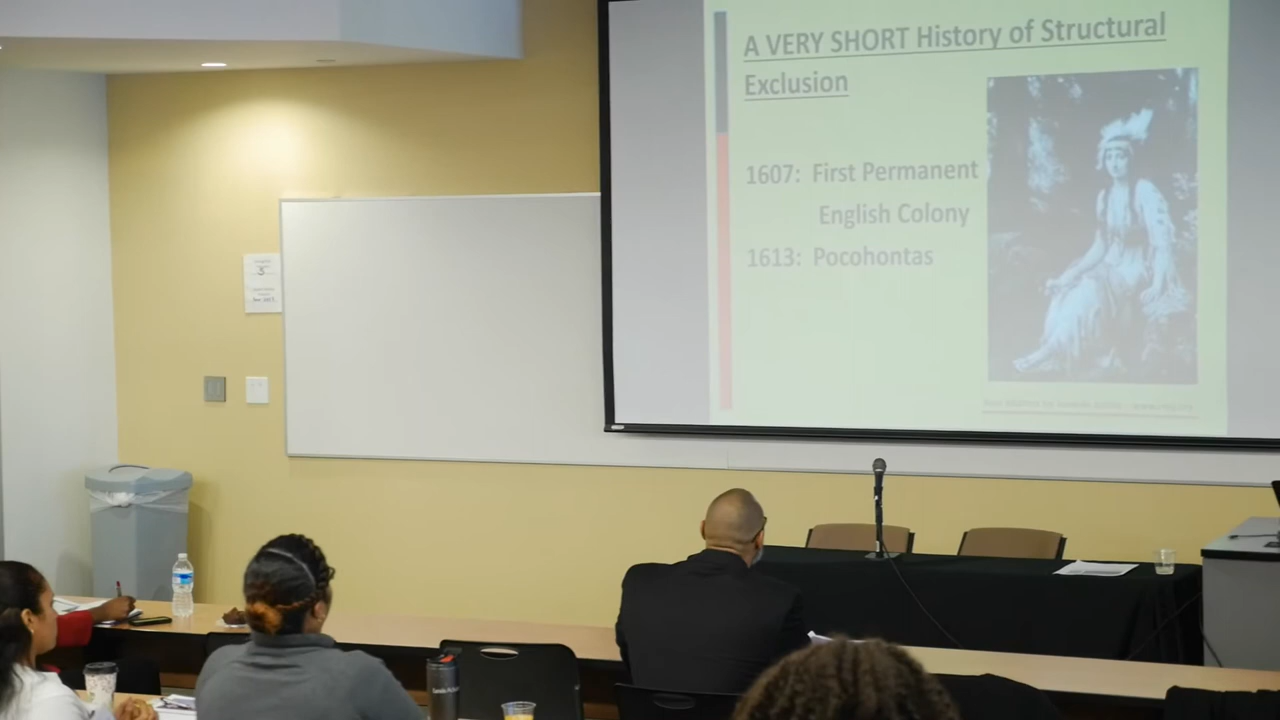 A VERY SHORT History of Structural
Exclusion
1607: First Permanent
English Colony
1613: Pocohontas